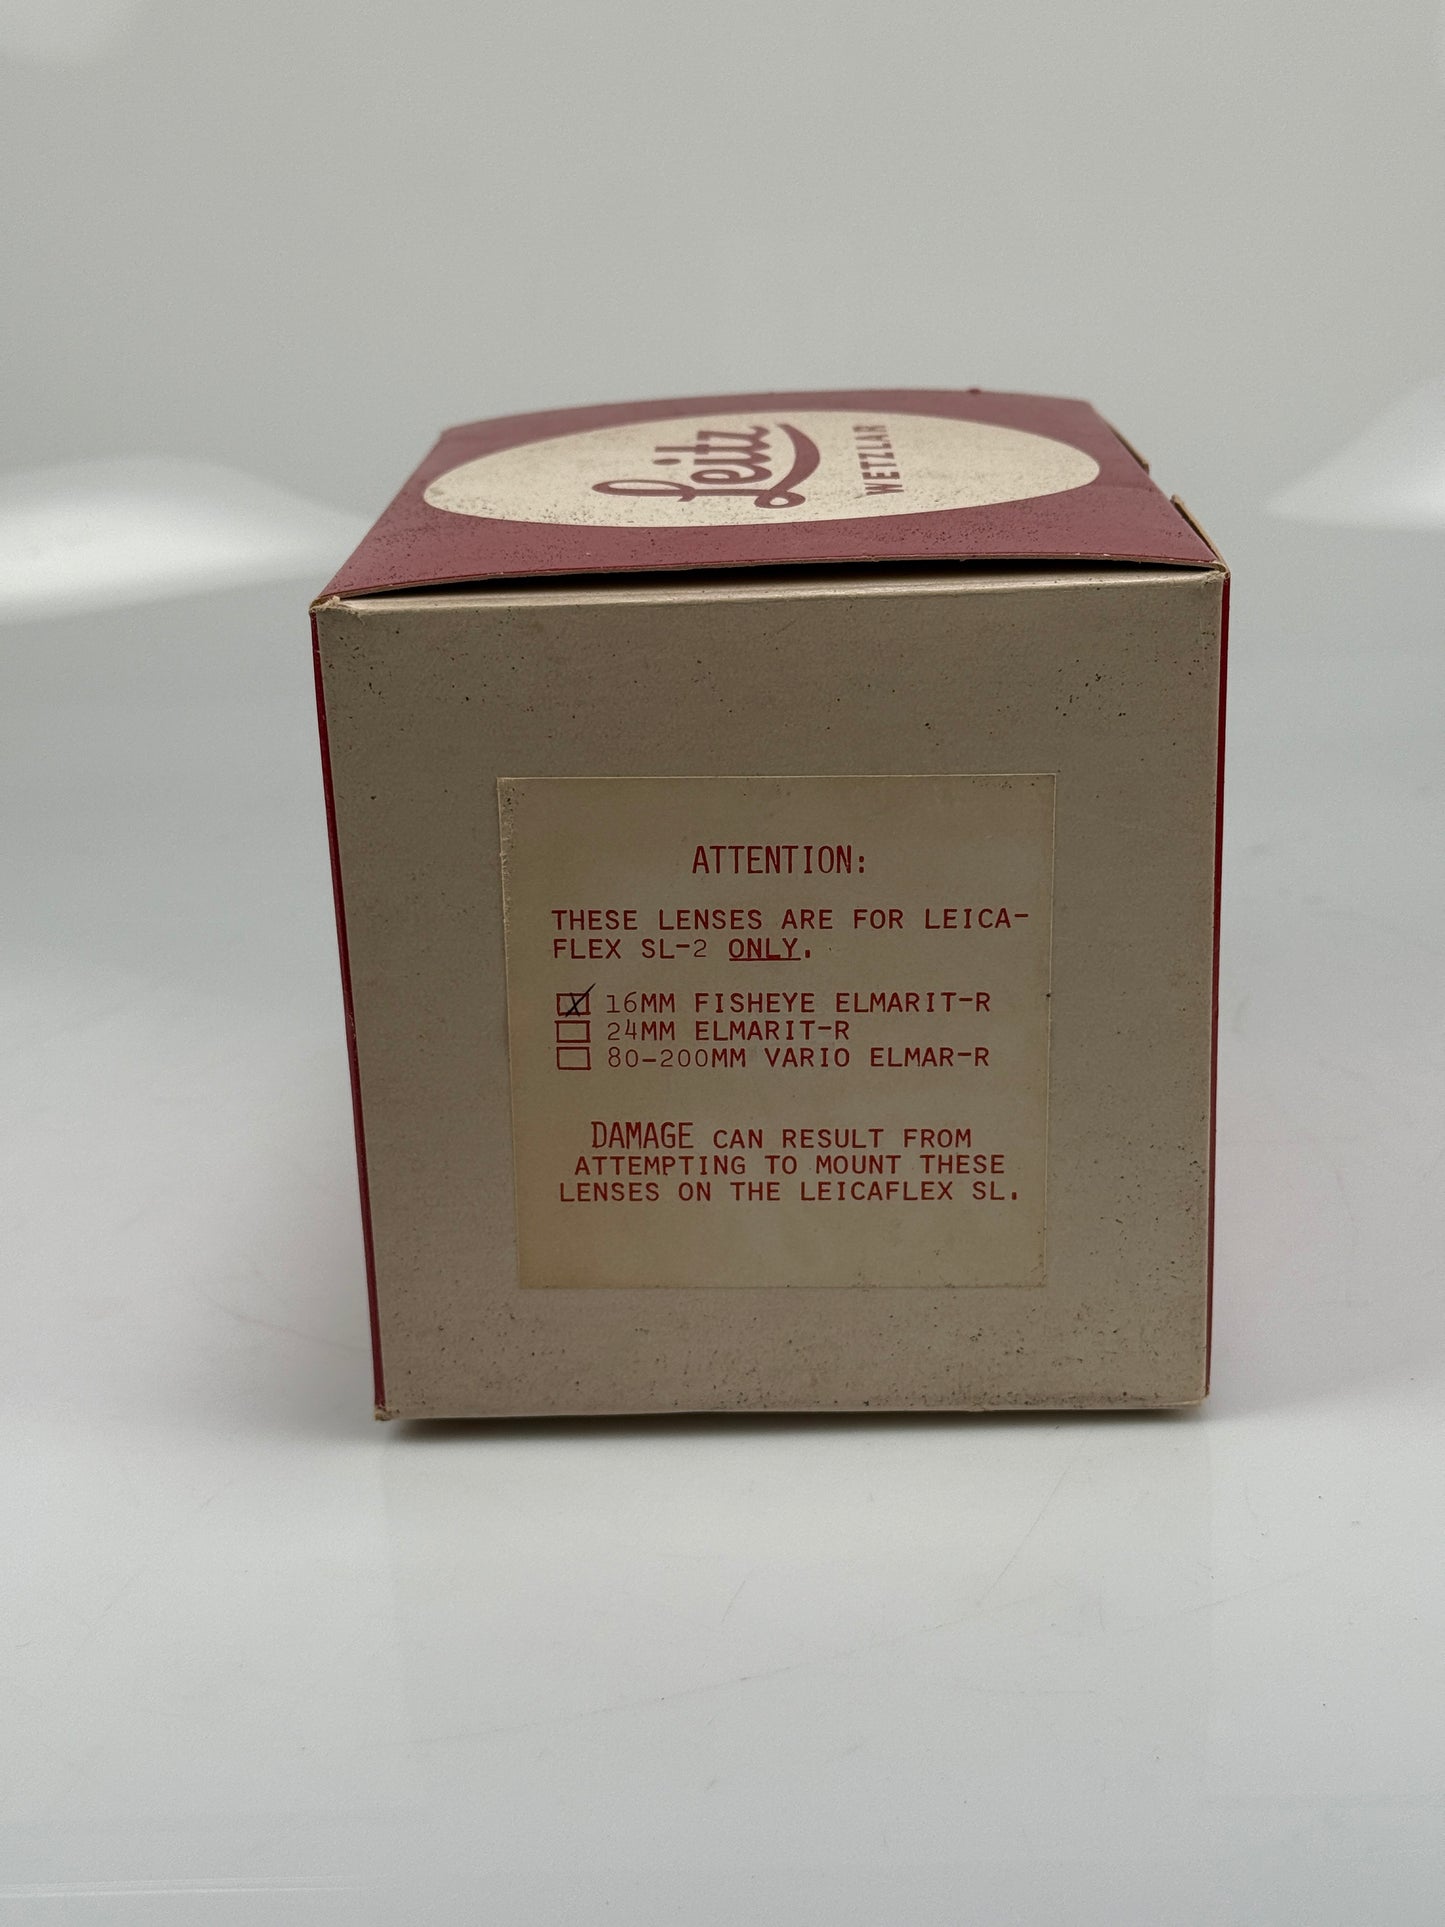 Leitz
WETZLAR
ATTENTION:
THESE LENSES ARE FOR LEICA-
FLEX SL-2 ONLY.
16MM FISHEYE ELMARIT-R
24MM ELMARIT-R
80-200MM VARIO ELMAR-R
DAMAGE CAN RESULT FROM
ATTEMPTING TO MOUNT THESE
LENSES ON THE LEICAFLEX SL.